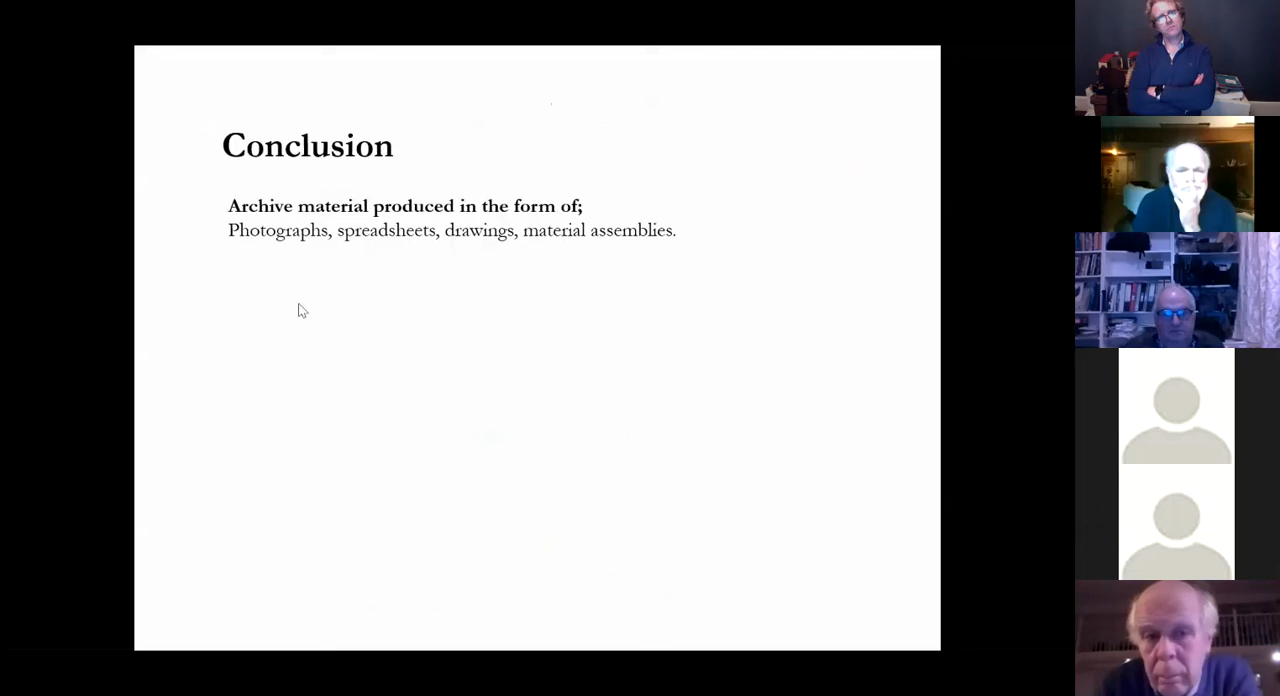 Conclusion
Archive material produced in the form of;
Photographs, spreadsheets, drawings, material assemblies.